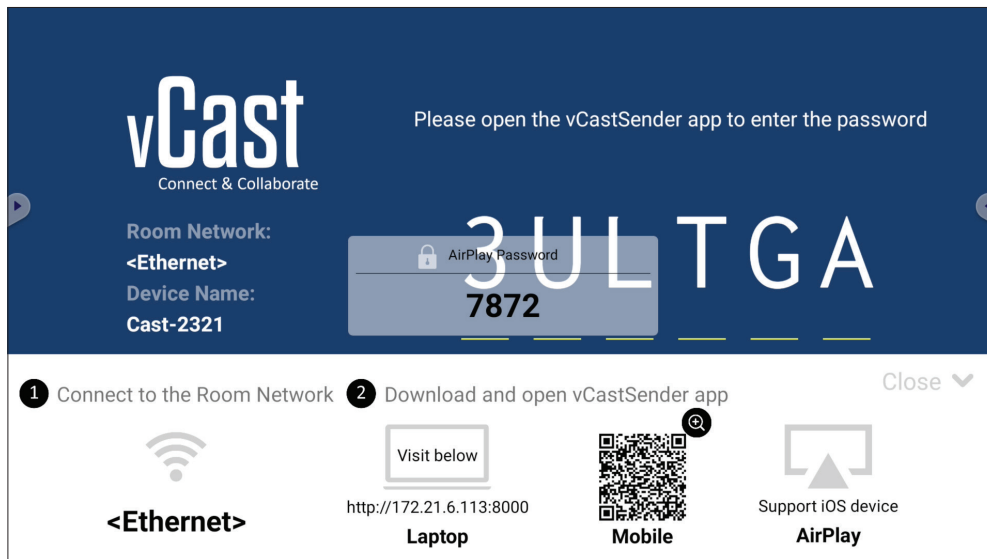 vCast
Connect & Collaborate
Please open the vCastSender app to enter the password
Room Network:
<Ethernet>
Device Name:
Cast-2321
3ULTGA
AirPlay Password
7872
Close
1 Connect to the Room Network
2 Download and open vCastSender app
<Ethernet>
Visit below
http://172.21.6.113:8000
Laptop
Mobile
Support iOS device
AirPlay